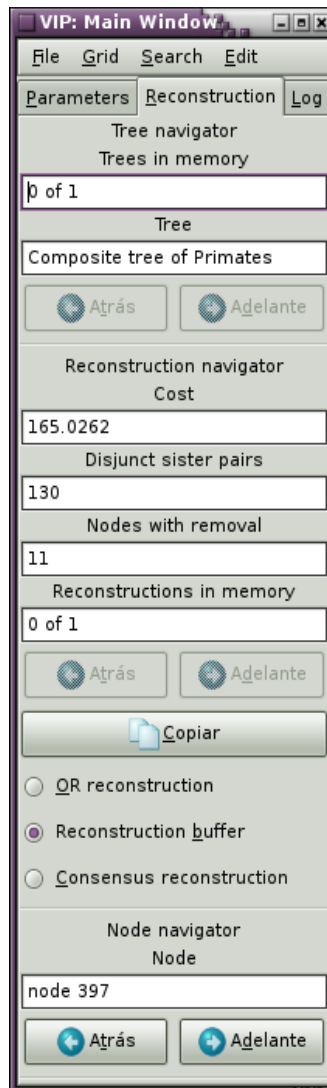 VIP: Main Window
File Grid Search Edit
Parameters Reconstruction Log
Tree navigator
Trees in memory
0 of 1
Tree
Composite tree of Primates
Atrás Adelante
Reconstruction navigator
Cost
165.0262
Disjunct sister pairs
130
Nodes with removal
11
Reconstructions in memory
0 of 1
Atrás Adelante
Copiar
OR reconstruction
Reconstruction buffer
Consensus reconstruction
Node navigator
Node
node 397
Atrás Adelante